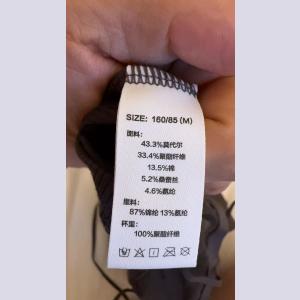 SIZE: 160/85 (M)
面料:
43.3%莫代尔
33.4%聚酯纤维
13.5%棉
5.2%桑蚕丝
4.6%氨纶
裆料:
87%锦纶 13%氨纶
杯里:
100%聚酯纤维